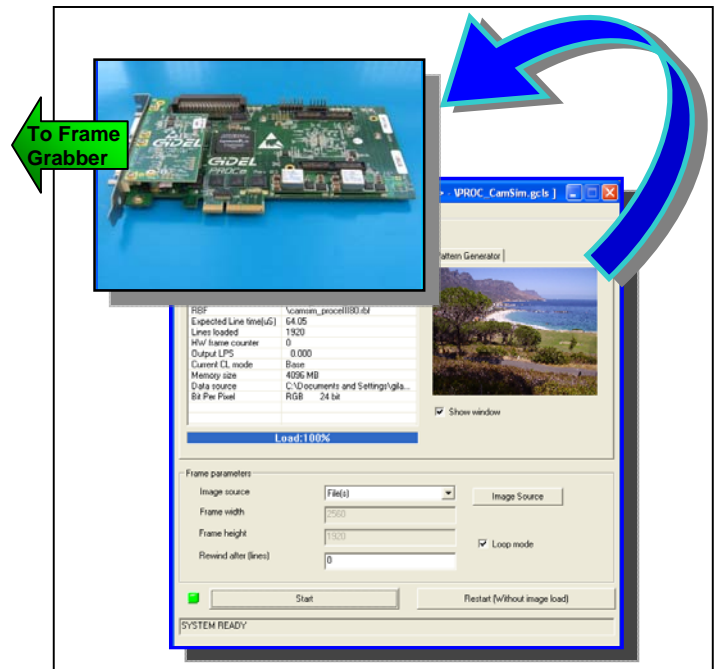 To Frame
Grabber
GiDEL
GiDEL
PROCe
- \PROC_CamSim.gcls ]
Pattern Generator
RBF \camsim_procelII80.rbf
Expected Line time(uS) 64.05
Lines loaded 1920
HW frame counter 0
Output LPS 0.000
Current CL mode Base
Memory size 4096 MB
Data source C:\Documents and Settings\gila...
Bit Per Pixel RGB 24 bit
Show window
Load:100%
Frame parameters
Image source File(s) Image Source
Frame width 2560
Frame height 1920
Loop mode
Rewind after (lines) 0
Start Restart (Without image load)
SYSTEM READY